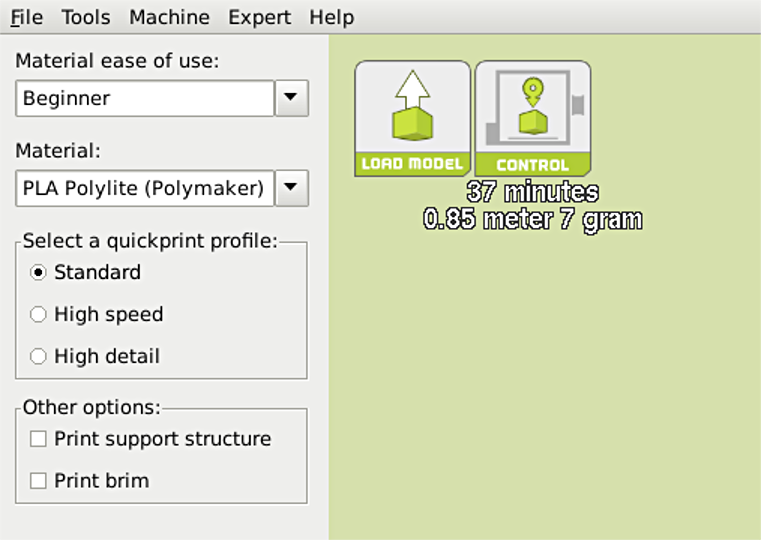 File Tools Machine Expert Help
Material ease of use:
Beginner
Material:
PLA Polylite (Polymaker)
Select a quickprint profile:
Standard
High speed
High detail
Other options:
Print support structure
Print brim
LOAD MODEL
CONTROL
37 minutes
0.85 meter 7 gram